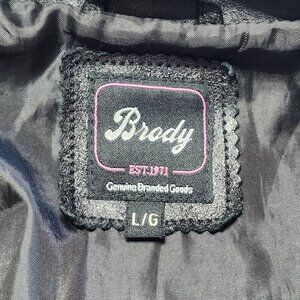 Brody
EST.1971
Genuine Branded Goods
L/G